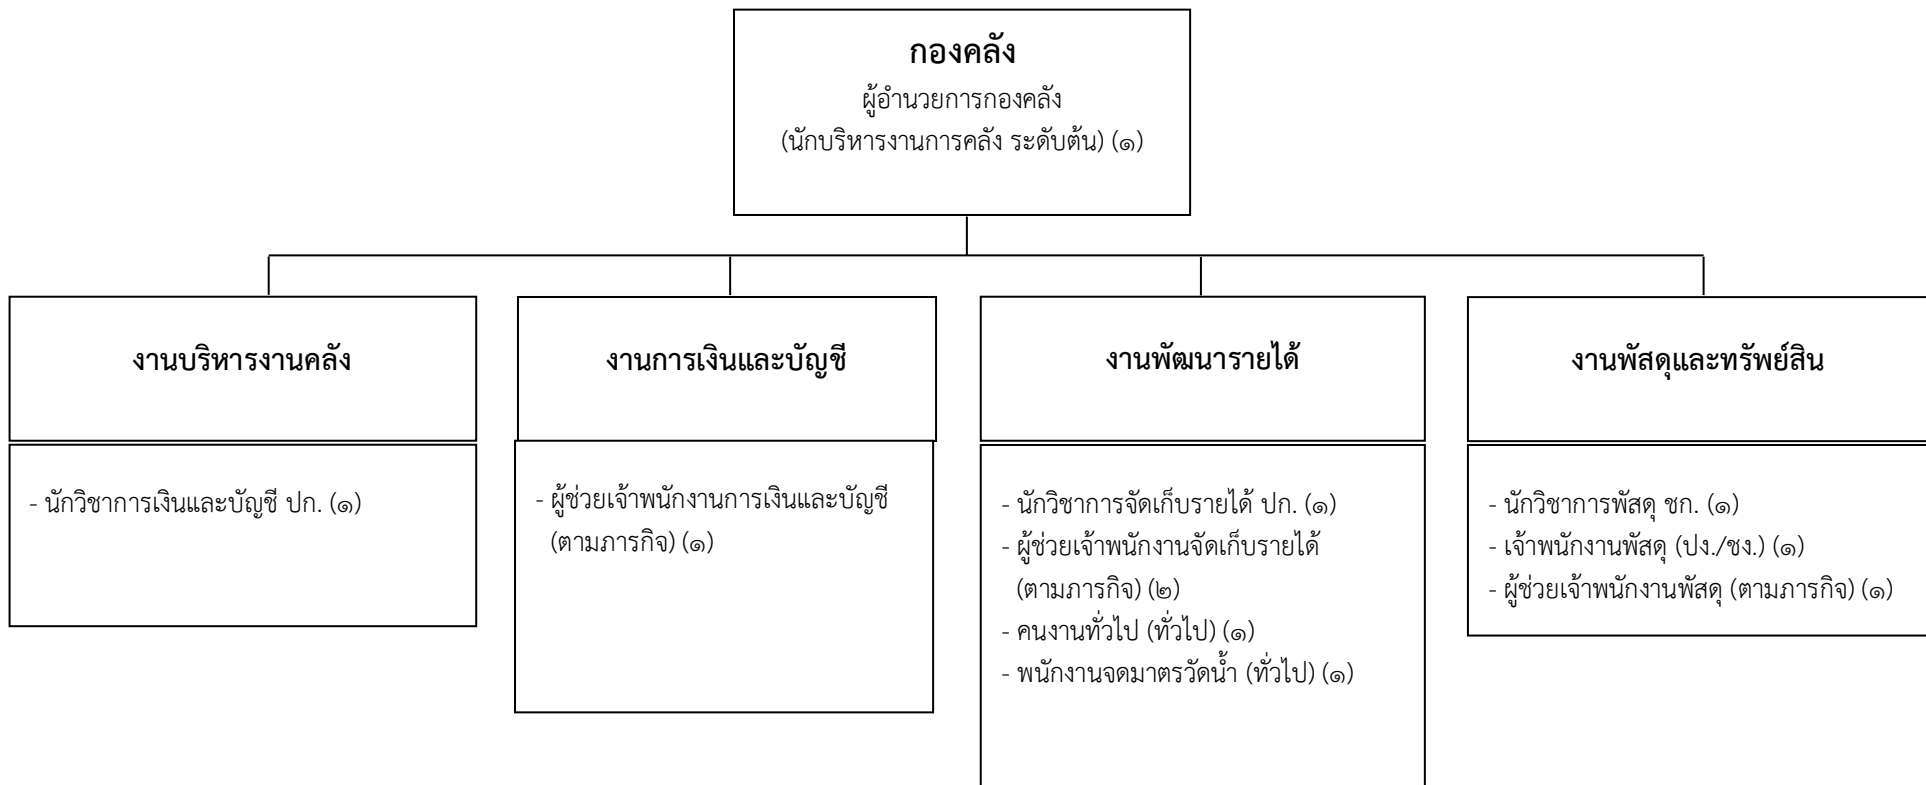 กองคลัง
ผู้อำนวยการกองคลัง
(นักบริหารงานการคลัง ระดับต้น) (๑)
งานบริหารงานคลัง
- นักวิชาการเงินและบัญชี ปก. (๑)
งานการเงินและบัญชี
- ผู้ช่วยเจ้าพนักงานการเงินและบัญชี
(ตามภารกิจ) (๑)
งานพัฒนารายได้
- นักวิชาการจัดเก็บรายได้ ปก. (๑)
- ผู้ช่วยเจ้าพนักงานจัดเก็บรายได้
(ตามภารกิจ) (๒)
- คนงานทั่วไป (ทั่วไป) (๑)
- พนักงานจดมาตรวัดน้ำ (ทั่วไป) (๑)
งานพัสดุและทรัพย์สิน
- นักวิชาการพัสดุ ชก. (๑)
- เจ้าพนักงานพัสดุ (ปง./ชง.) (๑)
- ผู้ช่วยเจ้าพนักงานพัสดุ (ตามภารกิจ) (๑)